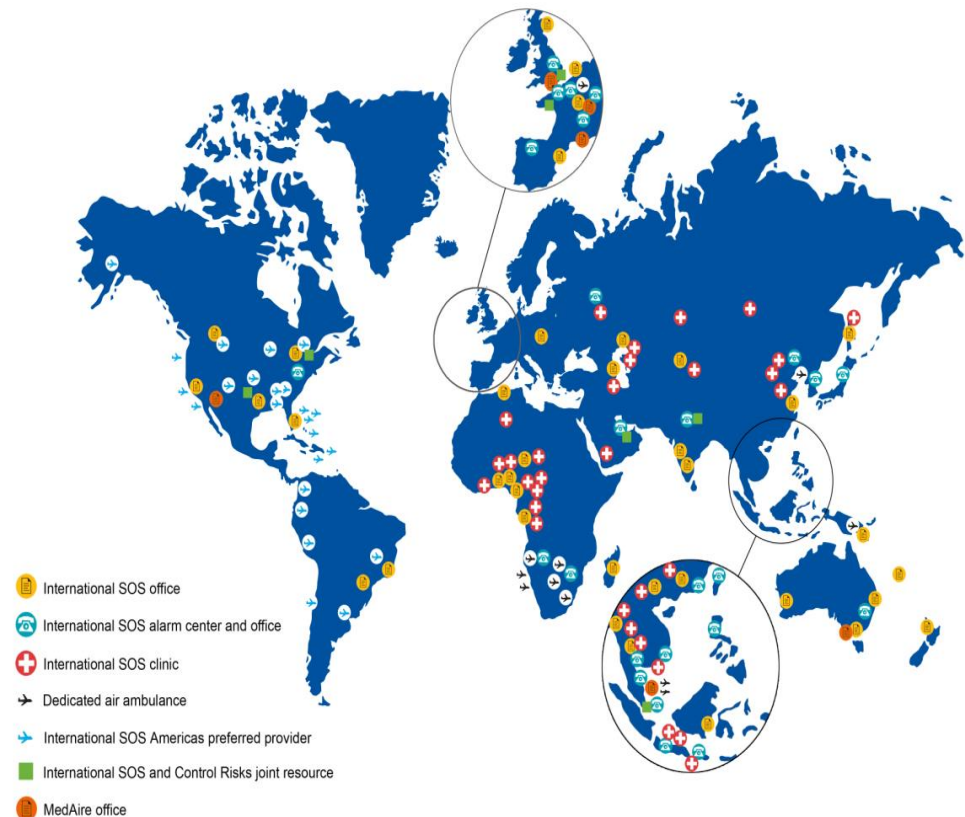 International SOS office
International SOS alarm center and office
International SOS clinic
Dedicated air ambulance
International SOS Americas preferred provider
International SOS and Control Risks joint resource
MedAire office